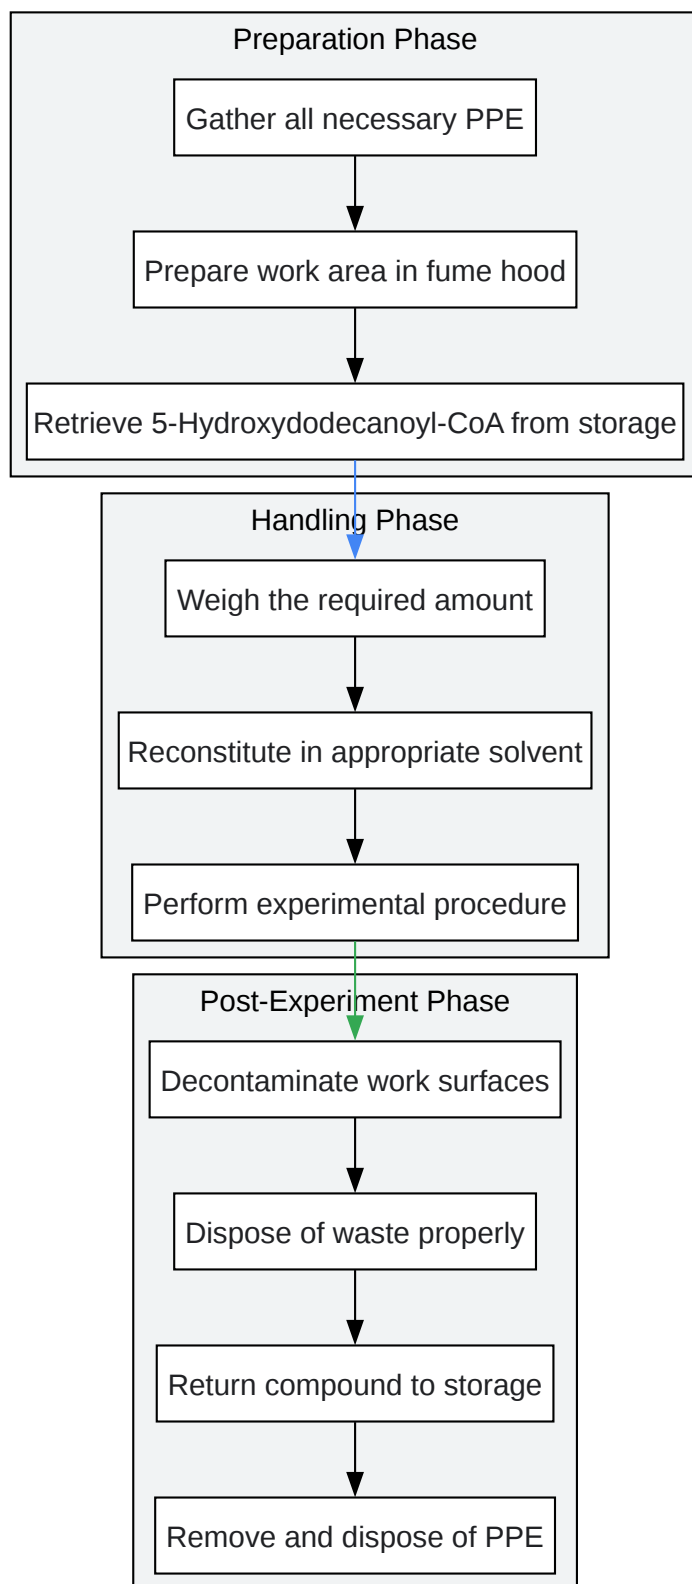 Preparation Phase
Gather all necessary PPE
Prepare work area in fume hood
Retrieve 5-Hydroxydodecanoyl-CoA from storage
Handling Phase
Weigh the required amount
Reconstitute in appropriate solvent
Perform experimental procedure
Post-Experiment Phase
Decontaminate work surfaces
Dispose of waste properly
Return compound to storage
Remove and dispose of PPE